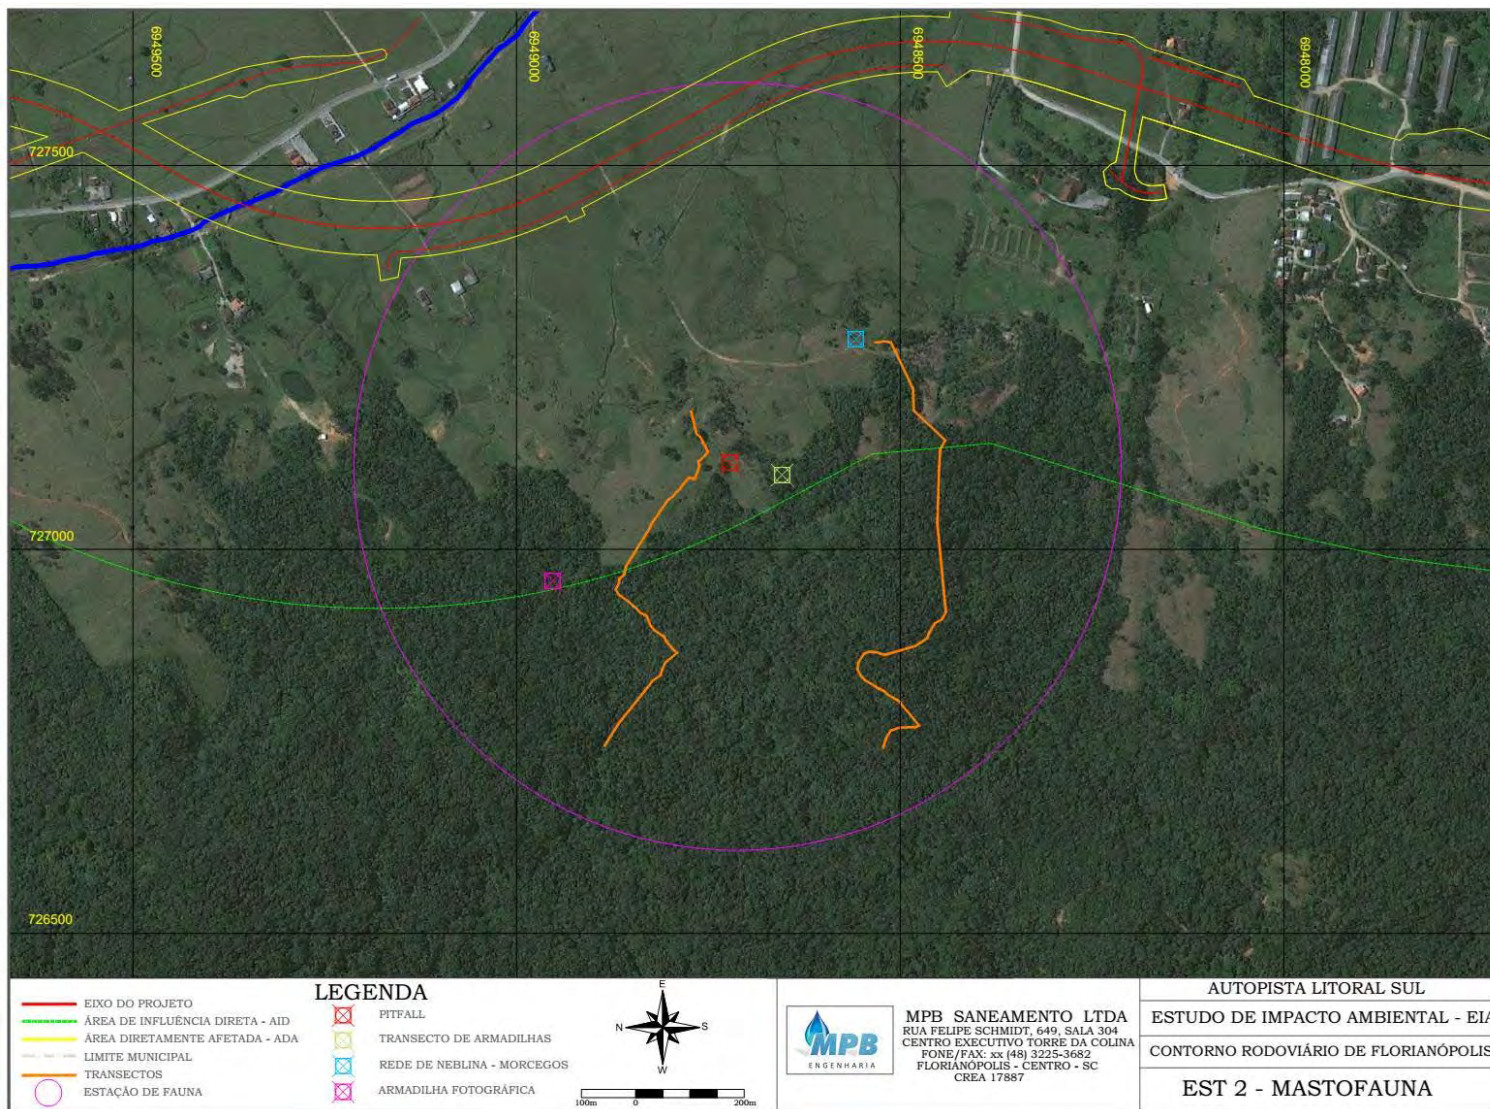 6949500
6949000
6948500
6948000
727500
727000
726500
LEGENDA
EIXO DO PROJETO
ÁREA DE INFLUÊNCIA DIRETA - AID
ÁREA DIRETAMENTE AFETADA - ADA
LIMITE MUNICIPAL
TRANSECTOS
ESTAÇÃO DE FAUNA
PITFALL
TRANSECTO DE ARMADILHAS
REDE DE NEBLINA - MORCEGOS
ARMADILHA FOTOGRÁFICA
E
N
S
W
100m 0 200m
MPB
ENGENHARIA
MPB SANEAMENTO LTDA
RUA FELIPE SCHMIDT, 649, SALA 304
CENTRO EXECUTIVO TORRE DA COLINA
FONE/FAX: xx (48) 3225-3682
FLORIANÓPOLIS - CENTRO - SC
CREA 17887
AUTOPISTA LITORAL SUL
ESTUDO DE IMPACTO AMBIENTAL - EIA
CONTORNO RODOVIÁRIO DE FLORIANÓPOLIS
EST 2 - MASTOFAUNA